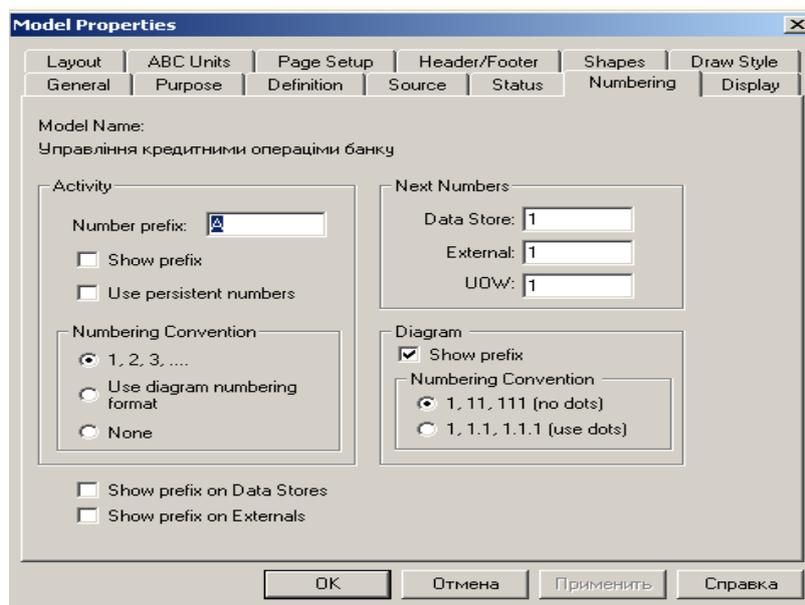 Model Properties
Layout ABC Units Page Setup Header/Footer Shapes Draw Style
General Purpose Definition Source Status Numbering Display
Model Name:
Управління кредитними операціми банку
Activity
Number prefix: A
Show prefix
Use persistent numbers
Numbering Convention
1, 2, 3, ....
Use diagram numbering
format
None
Next Numbers
Data Store: 1
External: 1
UOW: 1
Diagram
Show prefix
Numbering Convention
1, 11, 111 (no dots)
1, 1.1, 1.1.1 (use dots)
Show prefix on Data Stores
Show prefix on Externals
OK Отмена Применить Справка